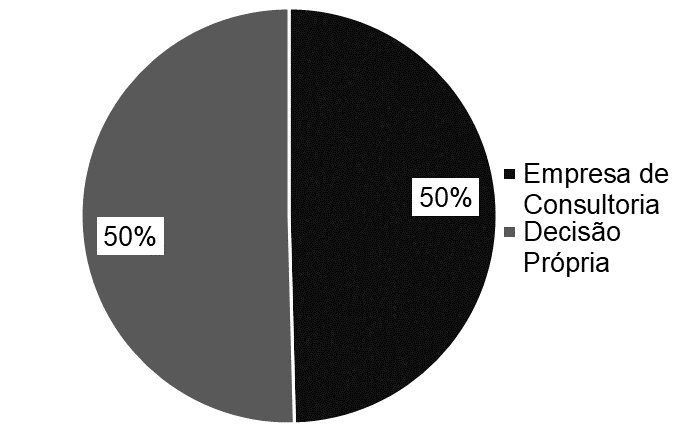 50%
50%
Empresa de
Consultoria
Decisão
Própria